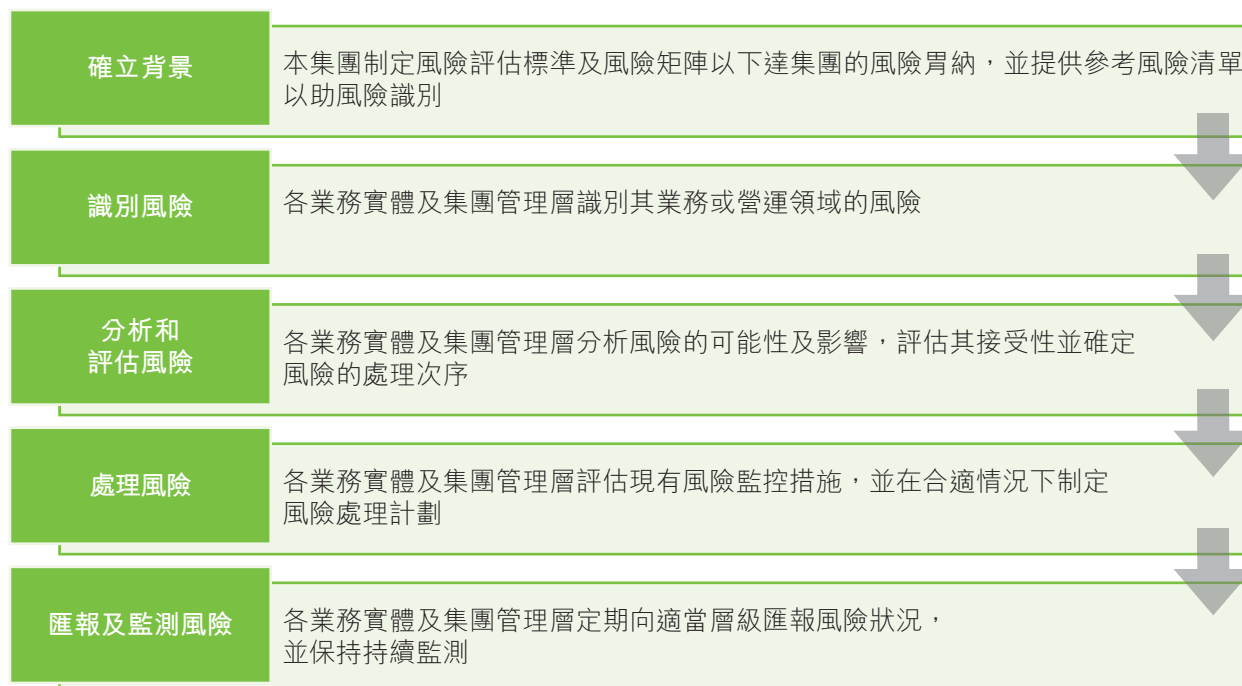 確立背景
本集團制定風險評估標準及風險矩陣以下達集團的風險胃納，並提供參考風險清單
以助風險識別
識別風險
各業務實體及集團管理層識別其業務或營運領域的風險
分析和
評估風險
各業務實體及集團管理層分析風險的可能性及影響，評估其接受性並確定
風險的處理次序
處理風險
各業務實體及集團管理層評估現有風險監控措施，並在合適情況下制定
風險處理計劃
匯報及監測風險
各業務實體及集團管理層定期向適當層級匯報風險狀況，
並保持持續監測